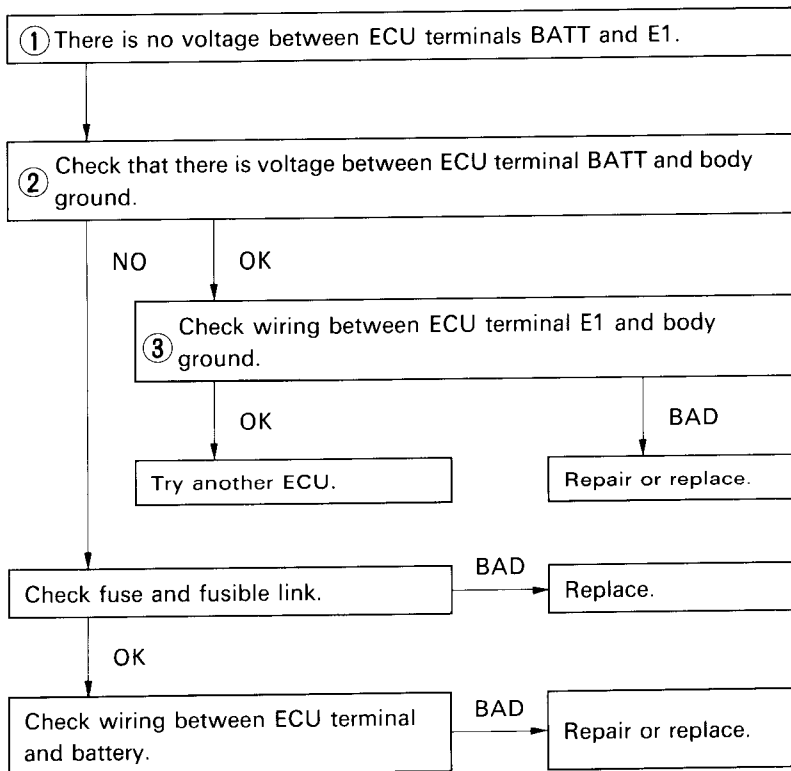 ① There is no voltage between ECU terminals BATT and E1.
② Check that there is voltage between ECU terminal BATT and body
ground.
NO
OK
③ Check wiring between ECU terminal E1 and body
ground.
OK
BAD
Try another ECU.
Repair or replace.
Check fuse and fusible link.
BAD
Replace.
OK
Check wiring between ECU terminal
and battery.
BAD
Repair or replace.